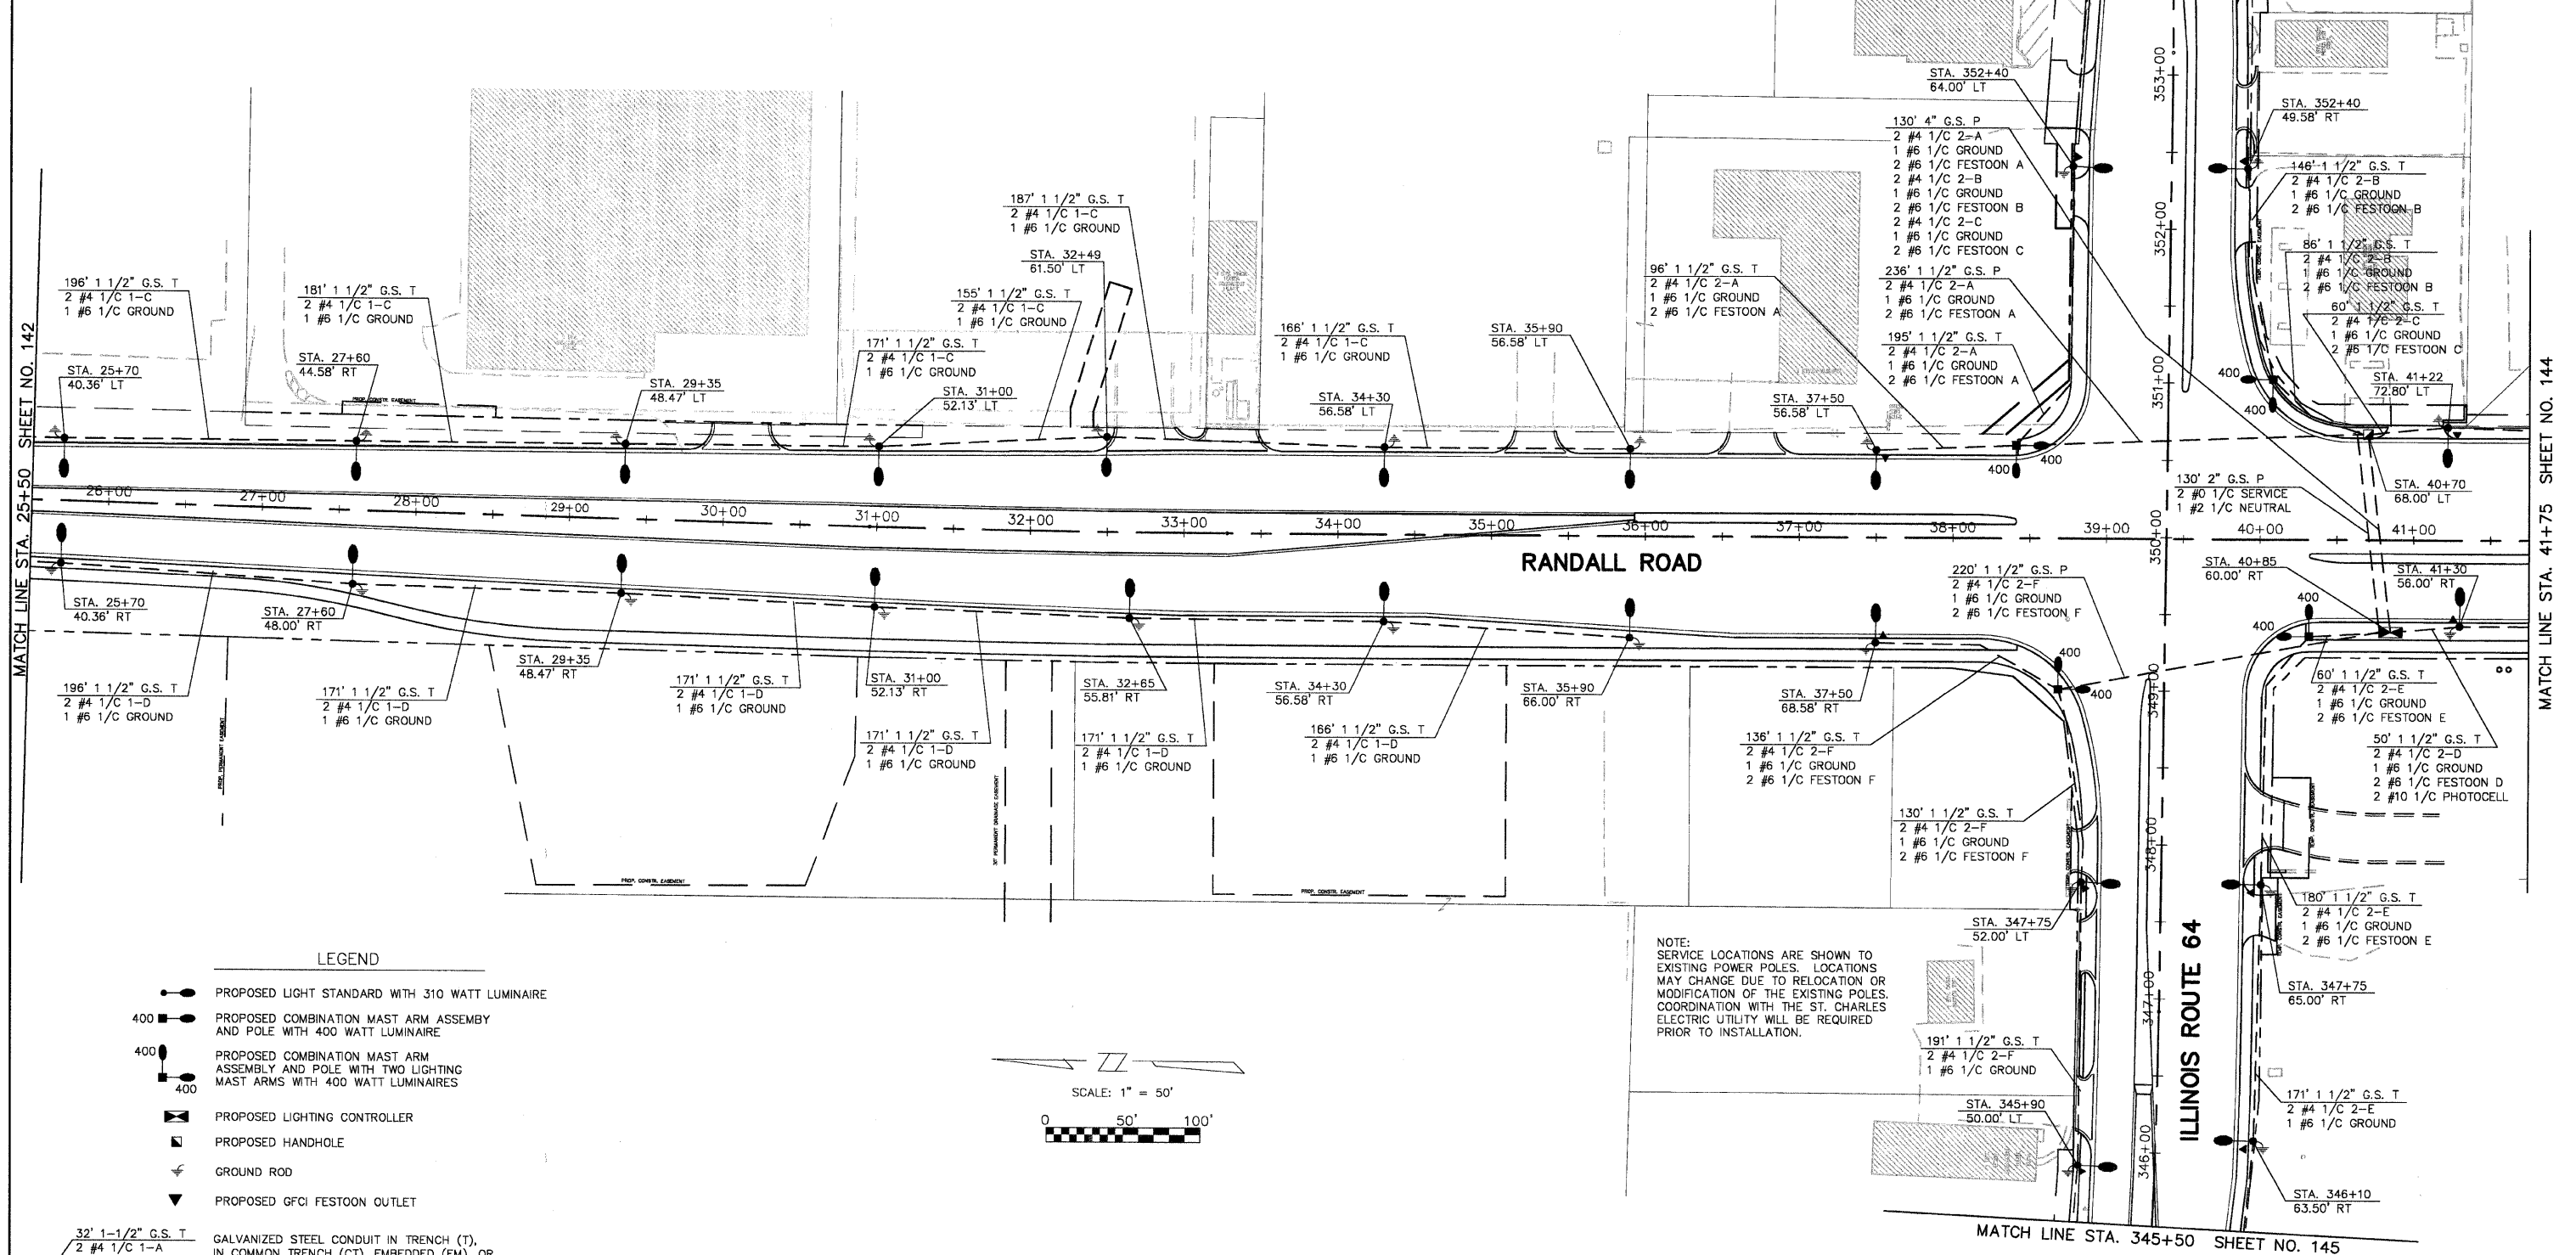 MATCH LINE STA. 25+50 SHEET NO. 142
196' 1 1/2" G.S. T
2 #4 1/C 1-C
1 #6 1/C GROUND
STA. 25+70
40.36' LT
181' 1 1/2" G.S. T
2 #4 1/C 1-C
1 #6 1/C GROUND
STA. 27+60
44.58' RT
PROP. CONSTR. EASEMENT
STA. 29+35
48.47' LT
171' 1 1/2" G.S. T
2 #4 1/C 1-C
1 #6 1/C GROUND
STA. 31+00
52.13' LT
155' 1 1/2" G.S. T
2 #4 1/C 1-C
1 #6 1/C GROUND
187' 1 1/2" G.S. T
2 #4 1/C 1-C
1 #6 1/C GROUND
STA. 32+49
61.50' LT
166' 1 1/2" G.S. T
2 #4 1/C 1-C
1 #6 1/C GROUND
STA. 34+30
56.58' LT
STA. 35+90
56.58' LT
96' 1 1/2" G.S. T
2 #4 1/C 2-A
1 #6 1/C GROUND
2 #6 1/C FESTOON A
STA. 37+50
56.58' LT
STA. 352+40
64.00' LT
130' 4" G.S. P
2 #4 1/C 2-A
1 #6 1/C GROUND
2 #6 1/C FESTOON A
2 #4 1/C 2-B
1 #6 1/C GROUND
2 #6 1/C FESTOON B
2 #4 1/C 2-C
1 #6 1/C GROUND
2 #6 1/C FESTOON C
236' 1 1/2" G.S. P
2 #4 1/C 2-A
1 #6 1/C GROUND
2 #6 1/C FESTOON A
195' 1 1/2" G.S. T
2 #4 1/C 2-A
1 #6 1/C GROUND
2 #6 1/C FESTOON A
400
400
353+00
352+00
351+00
350+00
349+00
348+00
347+00
346+00
STA. 352+40
49.58' RT
146' 1 1/2" G.S. T
2 #4 1/C 2-B
1 #6 1/C GROUND
2 #6 1/C FESTOON B
86' 1 1/2" G.S. T
2 #4 1/C 2-B
1 #6 1/C GROUND
2 #6 1/C FESTOON B
60' 1 1/2" G.S. T
2 #4 1/C 2-C
1 #6 1/C GROUND
2 #6 1/C FESTOON C
400
400
STA. 41+22
72.80' LT
STA. 40+70
68.00' LT
130' 2" G.S. P
2 #0 1/C SERVICE
1 #2 1/C NEUTRAL
MATCH LINE STA. 41+75 SHEET NO. 144
26+00
27+00
28+00
29+00
30+00
31+00
32+00
33+00
34+00
35+00
36+00
37+00
38+00
39+00
40+00
41+00
RANDALL ROAD
STA. 25+70
40.36' RT
STA. 27+60
48.00' RT
STA. 29+35
48.47' RT
STA. 31+00
52.13' RT
STA. 32+65
55.81' RT
STA. 34+30
56.58' RT
STA. 35+90
66.00' RT
STA. 37+50
68.58' RT
196' 1 1/2" G.S. T
2 #4 1/C 1-D
1 #6 1/C GROUND
171' 1 1/2" G.S. T
2 #4 1/C 1-D
1 #6 1/C GROUND
171' 1 1/2" G.S. T
2 #4 1/C 1-D
1 #6 1/C GROUND
171' 1 1/2" G.S. T
2 #4 1/C 1-D
1 #6 1/C GROUND
171' 1 1/2" G.S. T
2 #4 1/C 1-D
1 #6 1/C GROUND
166' 1 1/2" G.S. T
2 #4 1/C 1-D
1 #6 1/C GROUND
PROP. PERMANENT EASEMENT
PROP. CONSTR. EASEMENT
PERMANENT DRAINAGE EASEMENT
PROP. CONSTR. EASEMENT
220' 1 1/2" G.S. P
2 #4 1/C 2-F
1 #6 1/C GROUND
2 #6 1/C FESTOON F
400
400
136' 1 1/2" G.S. T
2 #4 1/C 2-F
1 #6 1/C GROUND
2 #6 1/C FESTOON F
130' 1 1/2" G.S. T
2 #4 1/C 2-F
1 #6 1/C GROUND
2 #6 1/C FESTOON F
STA. 40+85
60.00' RT
STA. 41+30
56.00' RT
400
400
60' 1 1/2" G.S. T
2 #4 1/C 2-E
1 #6 1/C GROUND
2 #6 1/C FESTOON E
50' 1 1/2" G.S. T
2 #4 1/C 2-D
1 #6 1/C GROUND
2 #6 1/C FESTOON D
2 #10 1/C PHOTOCELL
180' 1 1/2" G.S. T
2 #4 1/C 2-E
1 #6 1/C GROUND
2 #6 1/C FESTOON E
STA. 347+75
52.00' LT
STA. 347+75
65.00' RT
191' 1 1/2" G.S. T
2 #4 1/C 2-F
1 #6 1/C GROUND
STA. 345+90
50.00' LT
171' 1 1/2" G.S. T
2 #4 1/C 2-E
1 #6 1/C GROUND
STA. 346+10
63.50' RT
ILLINOIS ROUTE 64
MATCH LINE STA. 345+50 SHEET NO. 145
NOTE:
SERVICE LOCATIONS ARE SHOWN TO
EXISTING POWER POLES. LOCATIONS
MAY CHANGE DUE TO RELOCATION OR
MODIFICATION OF THE EXISTING POLES.
COORDINATION WITH THE ST. CHARLES
ELECTRIC UTILITY WILL BE REQUIRED
PRIOR TO INSTALLATION.
SCALE: 1" = 50'
0 50' 100'
LEGEND
PROPOSED LIGHT STANDARD WITH 310 WATT LUMINAIRE
400
PROPOSED COMBINATION MAST ARM ASSEMBY
AND POLE WITH 400 WATT LUMINAIRE
400
400
PROPOSED COMBINATION MAST ARM
ASSEMBLY AND POLE WITH TWO LIGHTING
MAST ARMS WITH 400 WATT LUMINAIRES
PROPOSED LIGHTING CONTROLLER
PROPOSED HANDHOLE
GROUND ROD
PROPOSED GFCI FESTOON OUTLET
32' 1-1/2" G.S. T
2 #4 1/C 1-A
GALVANIZED STEEL CONDUIT IN TRENCH (T),
IN COMMON TRENCH (CT), EMBEDDED (EM), OR